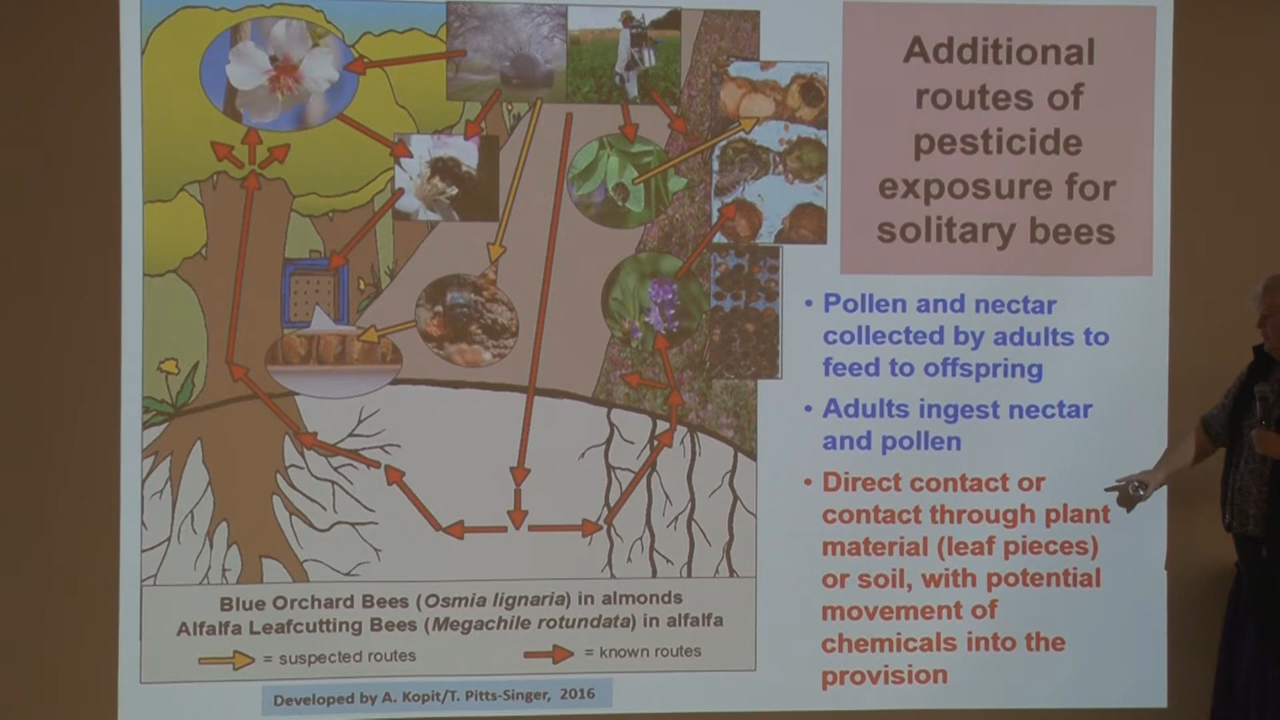 Additional
routes of
pesticide
exposure for
solitary bees
• Pollen and nectar
collected by adults to
feed to offspring
• Adults ingest nectar
and pollen
• Direct contact or
contact through plant
material (leaf pieces)
or soil, with potential
movement of
chemicals into the
provision
Blue Orchard Bees (Osmia lignaria) in almonds
Alfalfa Leafcutting Bees (Megachile rotundata) in alfalfa
= suspected routes
= known routes
Developed by A. Kopit/T. Pitts-Singer, 2016